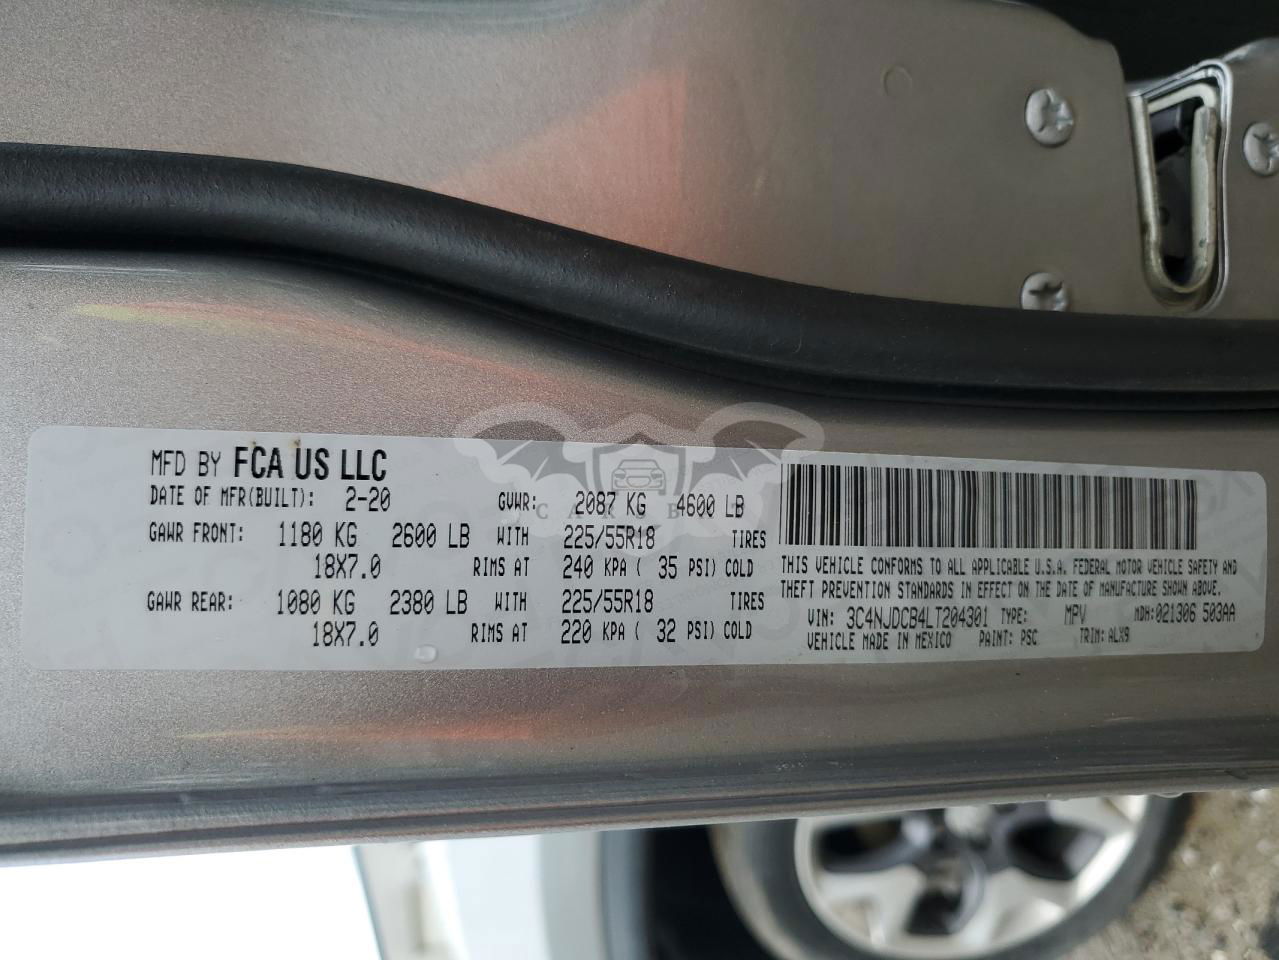 MFD BY FCA US LLC
DATE OF MFR(BUILT): 2-20 GVWR: 2087 KG 4600 LB
GAWR FRONT: 1180 KG 2600 LB WITH 225/55R18 TIRES
18X7.0 RIMS AT 240 KPA ( 35 PSI) COLD
GAWR REAR: 1080 KG 2380 LB WITH 225/55R18 TIRES
18X7.0 RIMS AT 220 KPA ( 32 PSI) COLD
THIS VEHICLE CONFORMS TO ALL APPLICABLE U.S.A. FEDERAL MOTOR VEHICLE SAFETY AND
THEFT PREVENTION STANDARDS IN EFFECT ON THE DATE OF MANUFACTURE SHOWN ABOVE.
VIN: 3C4NJDCB4LT204301 TYPE: MPV MDH:021306 503AA
VEHICLE MADE IN MEXICO PAINT: PSC TRIM: ALX9